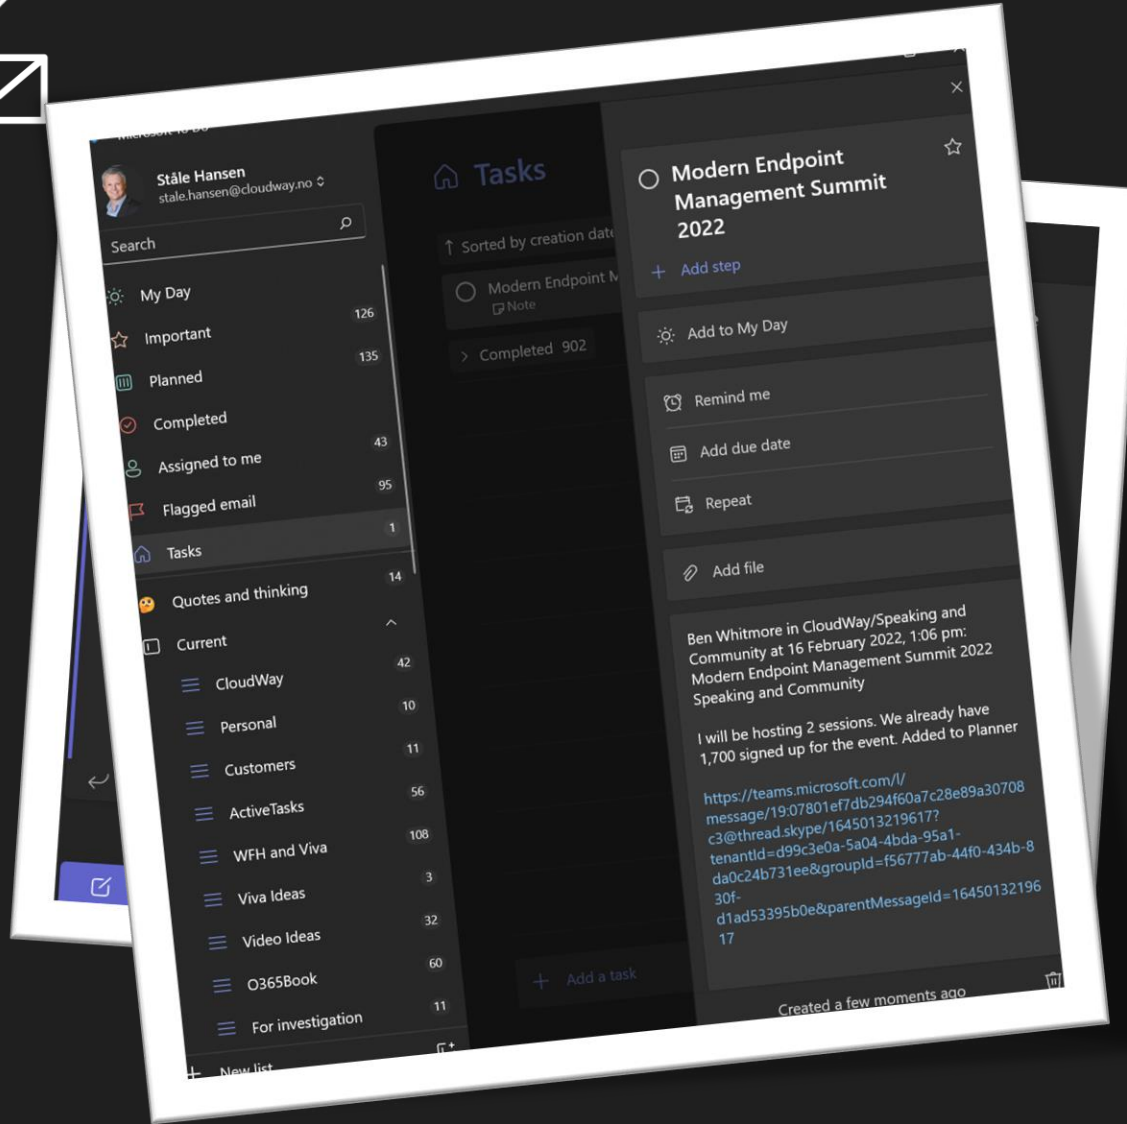 Microsoft To Do
Ståle Hansen
stale.hansen@cloudway.no
Search
My Day
Important 126
Planned 135
Completed
Assigned to me 43
Flagged email 95
Tasks 1
Quotes and thinking 14
Current
CloudWay 42
Personal 10
Customers 11
ActiveTasks 56
WFH and Viva 108
Viva Ideas 3
Video Ideas 32
O365Book 60
For investigation 11
New list
Tasks
Sorted by creation date
Modern Endpoint M
Note
Completed 902
Add a task
Modern Endpoint
Management Summit
2022
Add step
Add to My Day
Remind me
Add due date
Repeat
Add file
Ben Whitmore in CloudWay/Speaking and
Community at 16 February 2022, 1:06 pm:
Modern Endpoint Management Summit 2022
Speaking and Community
I will be hosting 2 sessions. We already have
1,700 signed up for the event. Added to Planner
https://teams.microsoft.com/l/
message/19:07801ef7db294f60a7c28e89a30708
c3@thread.skype/1645013219617?
tenantId=d99c3e0a-5a04-4bda-95a1-
da0c24b731ee&groupId=f56777ab-44f0-434b-8
30f-
d1ad53395b0e&parentMessageId=16450132196
17
Created a few moments ago